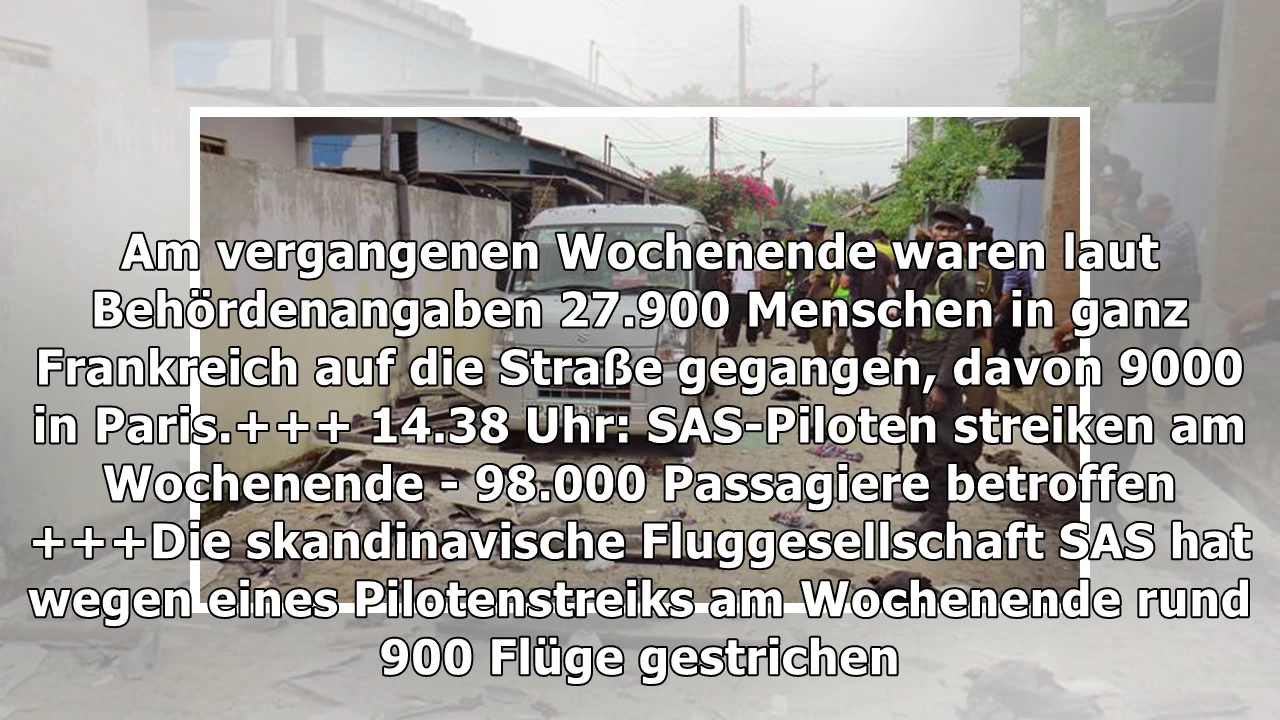 Am vergangenen Wochenende waren laut
Behördenangaben 27.900 Menschen in ganz
Frankreich auf die Straße gegangen, davon 9000
in Paris.+++ 14.38 Uhr: SAS-Piloten streiken am
Wochenende - 98.000 Passagiere betroffen
+++Die skandinavische Fluggesellschaft SAS hat
wegen eines Pilotenstreiks am Wochenende rund
900 Flüge gestrichen